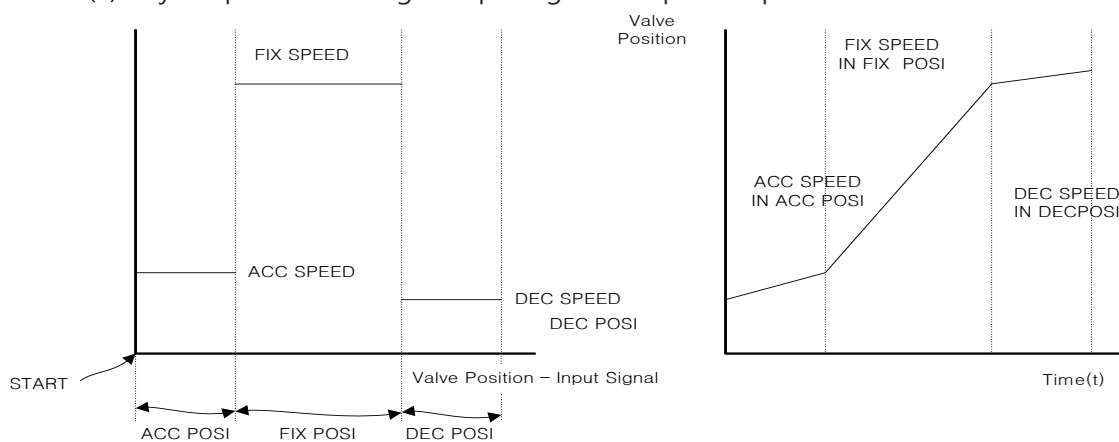 FIX SPEED
ACC SPEED
DEC SPEED
DEC POSI
START
Valve Position – Input Signal
ACC POSI
FIX POSI
DEC POSI
Valve
Position
FIX SPEED
IN FIX POSI
ACC SPEED
IN ACC POSI
DEC SPEED
IN DECPOSI
Time(t)